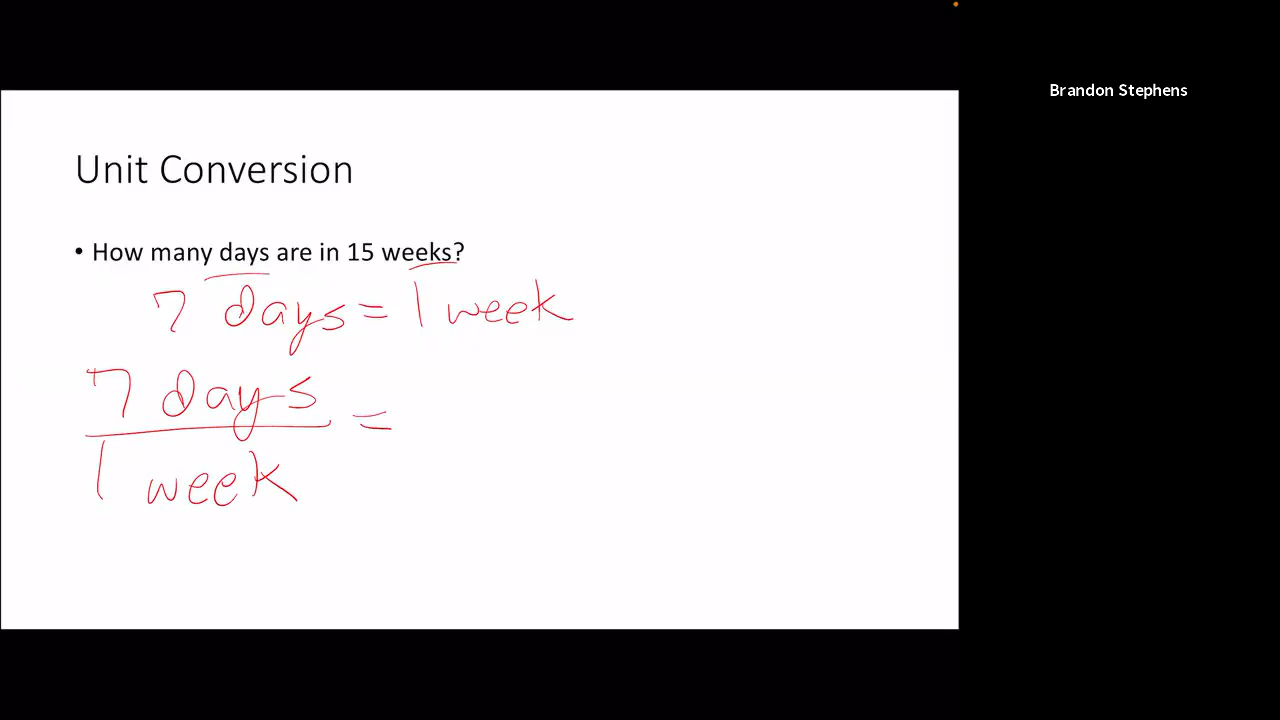 Brandon Stephens
Unit Conversion
• How many days are in 15 weeks?
7 days = 1 week
7 days
=
1 week